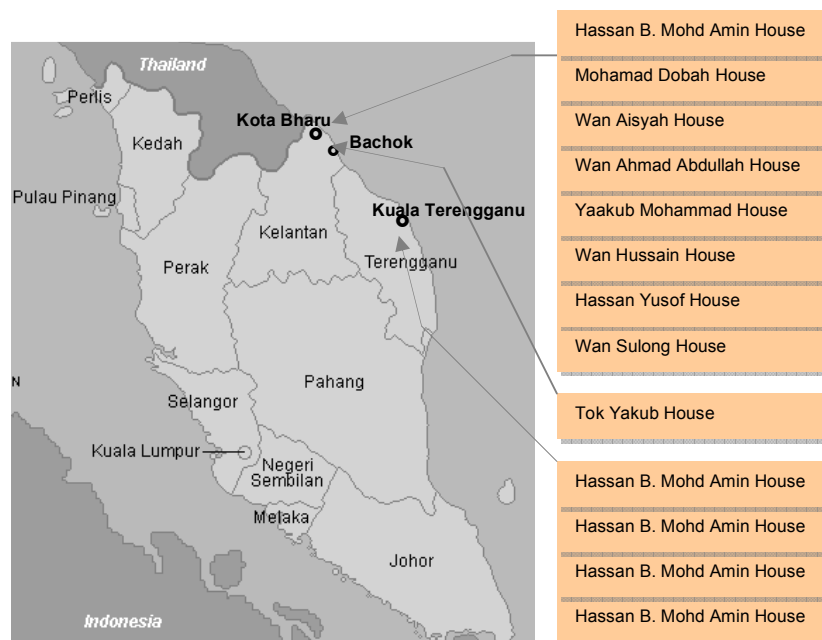 Thailand
Perlis
Kedah
Kota Bharu
Bachok
Pulau Pinang
Kuala Terengganu
Kelantan
Terengganu
Perak
N
Pahang
Selangor
Kuala Lumpur
Negeri
Sembilan
Melaka
Johor
Indonesia
Hassan B. Mohd Amin House
Mohamad Dobah House
Wan Aisyah House
Wan Ahmad Abdullah House
Yaakub Mohammad House
Wan Hussain House
Hassan Yusof House
Wan Sulong House
Tok Yakub House
Hassan B. Mohd Amin House
Hassan B. Mohd Amin House
Hassan B. Mohd Amin House
Hassan B. Mohd Amin House